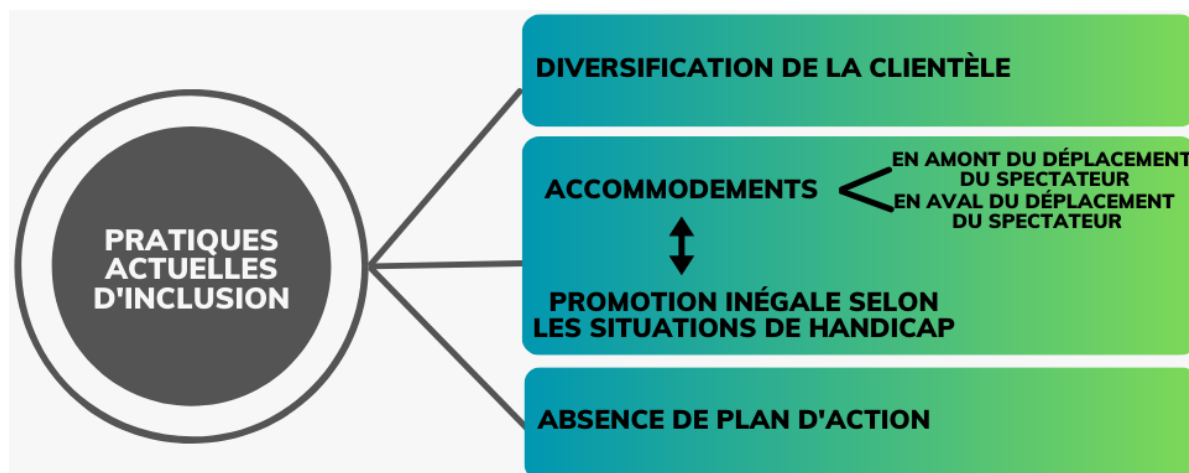 PRATIQUES
ACTUELLES
D'INCLUSION
DIVERSIFICATION DE LA CLIENTÈLE
ACCOMMODEMENTS
EN AMONT DU DÉPLACEMENT
DU SPECTATEUR
EN AVAL DU DÉPLACEMENT
DU SPECTATEUR
PROMOTION INÉGALE SELON
LES SITUATIONS DE HANDICAP
ABSENCE DE PLAN D'ACTION